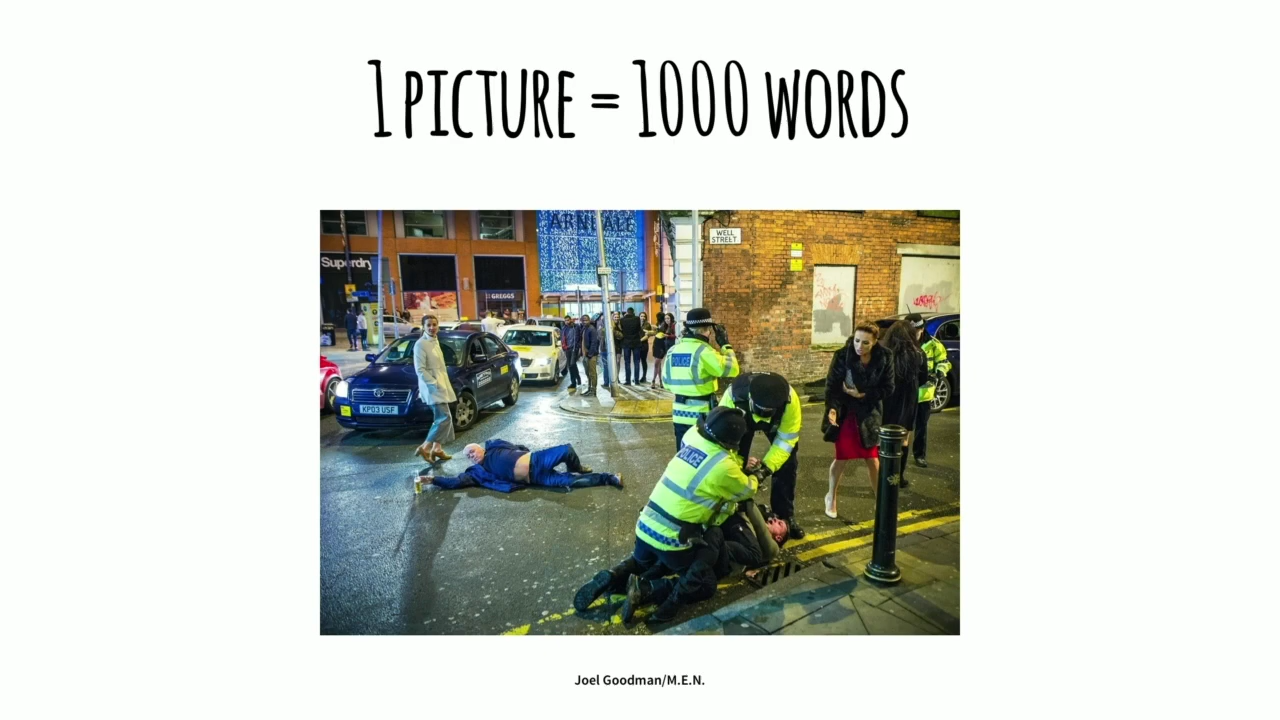 1 PICTURE = 1000 WORDS
ARNDALE
WELL
STREET
Superdry
GREGGS
POLICE
KP03 USF
POLICE
Joel Goodman/M.E.N.